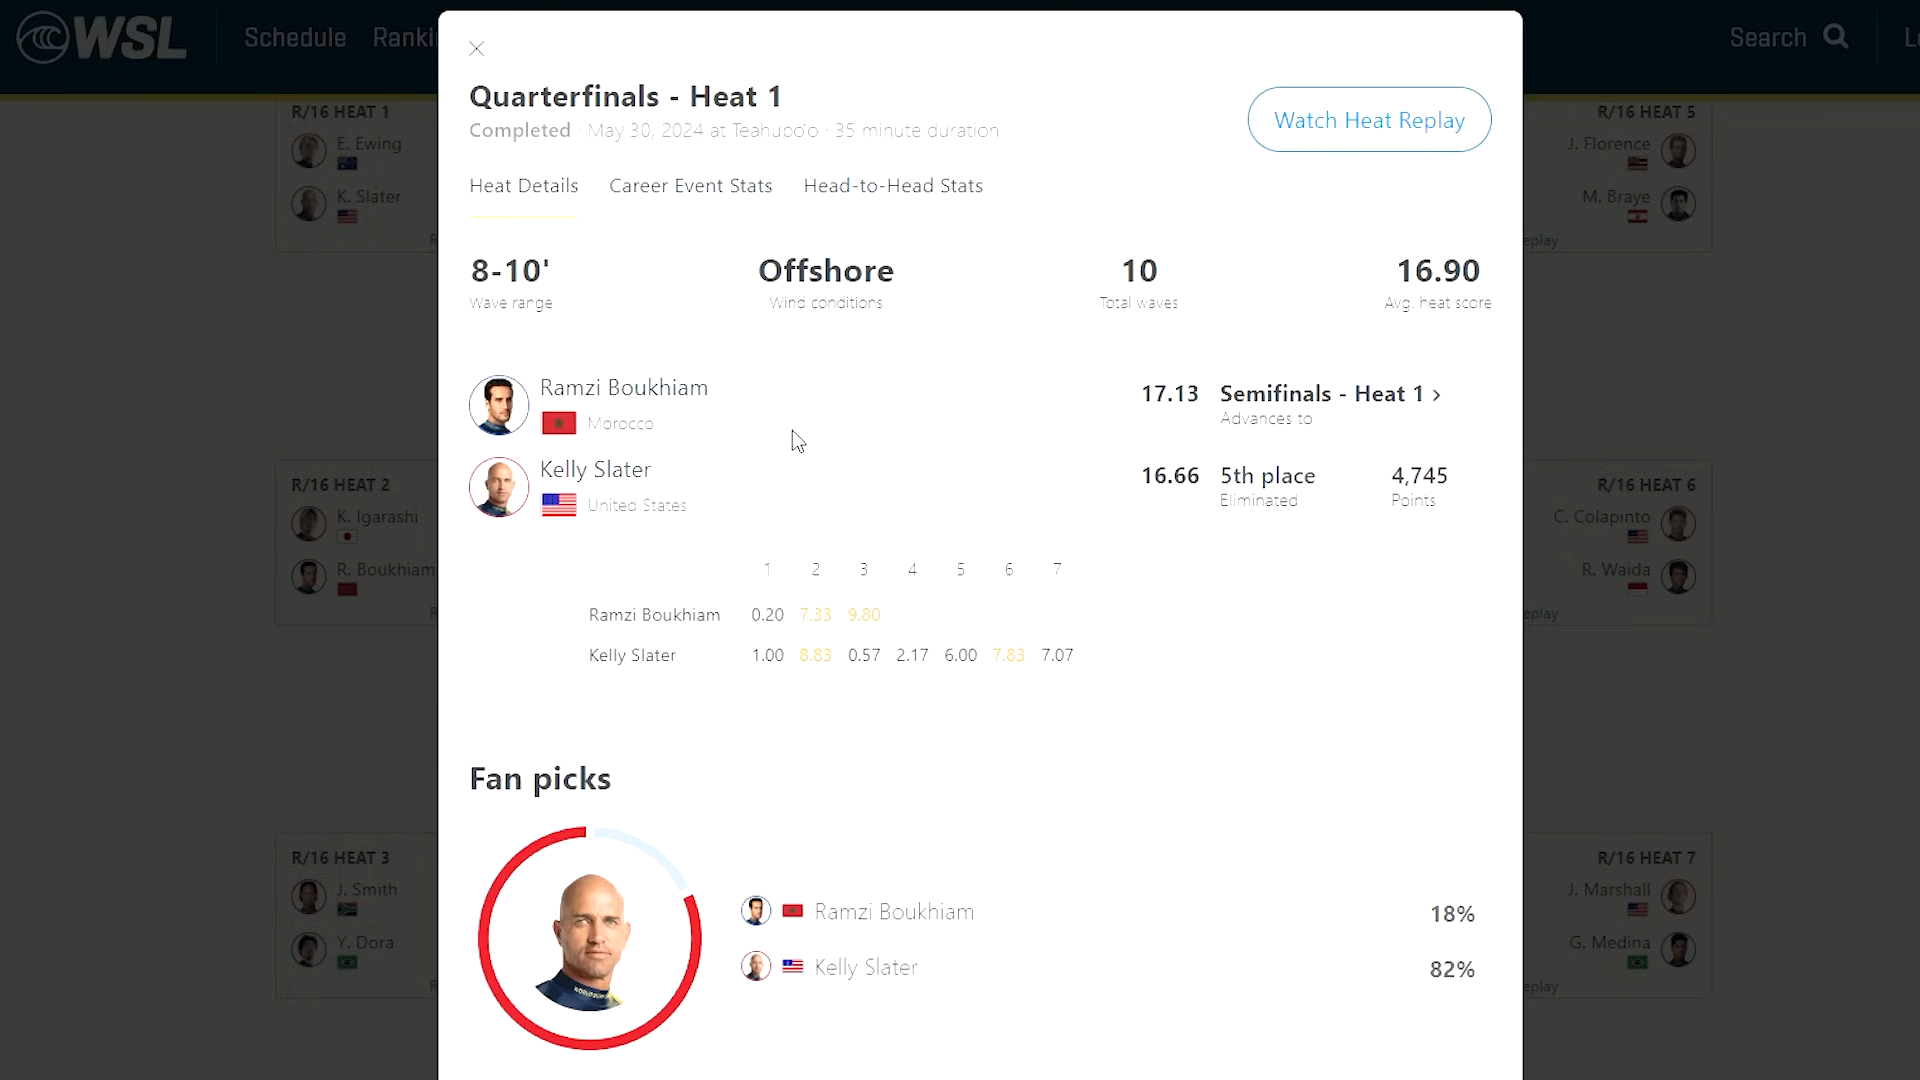 WSL
Schedule
Search
Quarterfinals - Heat 1
Completed · May 30, 2024 at Teahupo'o · 35 minute duration
Watch Heat Replay
Heat Details Career Event Stats Head-to-Head Stats
8-10' Offshore 10 16.90
Wave range Wind conditions Total waves Avg. heat score
Ramzi Boukhiam 17.13 Semifinals - Heat 1 >
Morocco Advances to
Kelly Slater 16.66 5th place 4,745
United States Eliminated Points
1 2 3 4 5 6 7
Ramzi Boukhiam 0.20 7.33 9.80
Kelly Slater 1.00 8.83 0.57 2.17 6.00 7.83 7.07
Fan picks
Ramzi Boukhiam 18%
Kelly Slater 82%
R/16 HEAT 1
E. Ewing
K. Slater
R/16 HEAT 2
K. Igarashi
R. Boukhiam
R/16 HEAT 3
J. Smith
Y. Dora
R/16 HEAT 5
J. Florence
M. Braye
R/16 HEAT 6
C. Colapinto
R. Waida
R/16 HEAT 7
J. Marshall
G. Medina